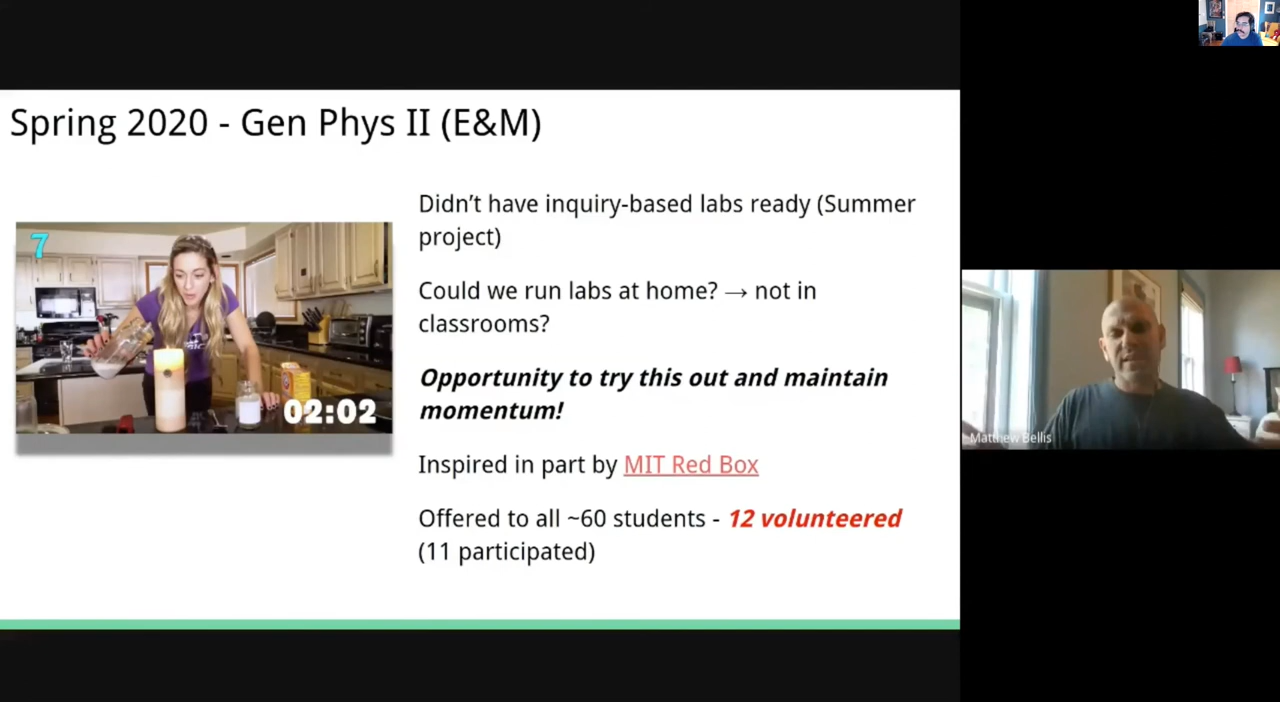 Spring 2020 - Gen Phys II (E&M)
7
02:02
Didn't have inquiry-based labs ready (Summer
project)
Could we run labs at home? → not in
classrooms?
Opportunity to try this out and maintain
momentum!
Inspired in part by MIT Red Box
Offered to all ~60 students - 12 volunteered
(11 participated)
Matthew Bellis